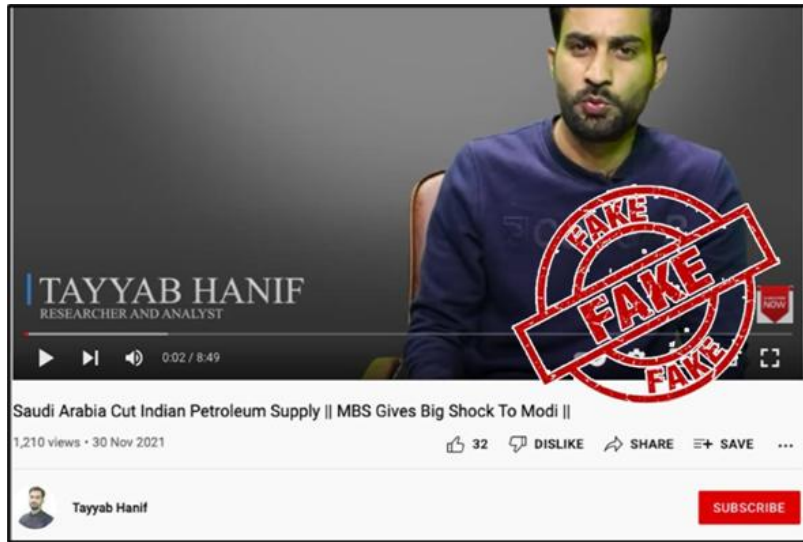 TAYYAB HANIF
RESEARCHER AND ANALYST
FAKE
FAKE
FAKE
NOW
0:02 / 8:49
Saudi Arabia Cut Indian Petroleum Supply || MBS Gives Big Shock To Modi ||
1,210 views • 30 Nov 2021
32
DISLIKE
SHARE
SAVE
Tayyab Hanif
SUBSCRIBE